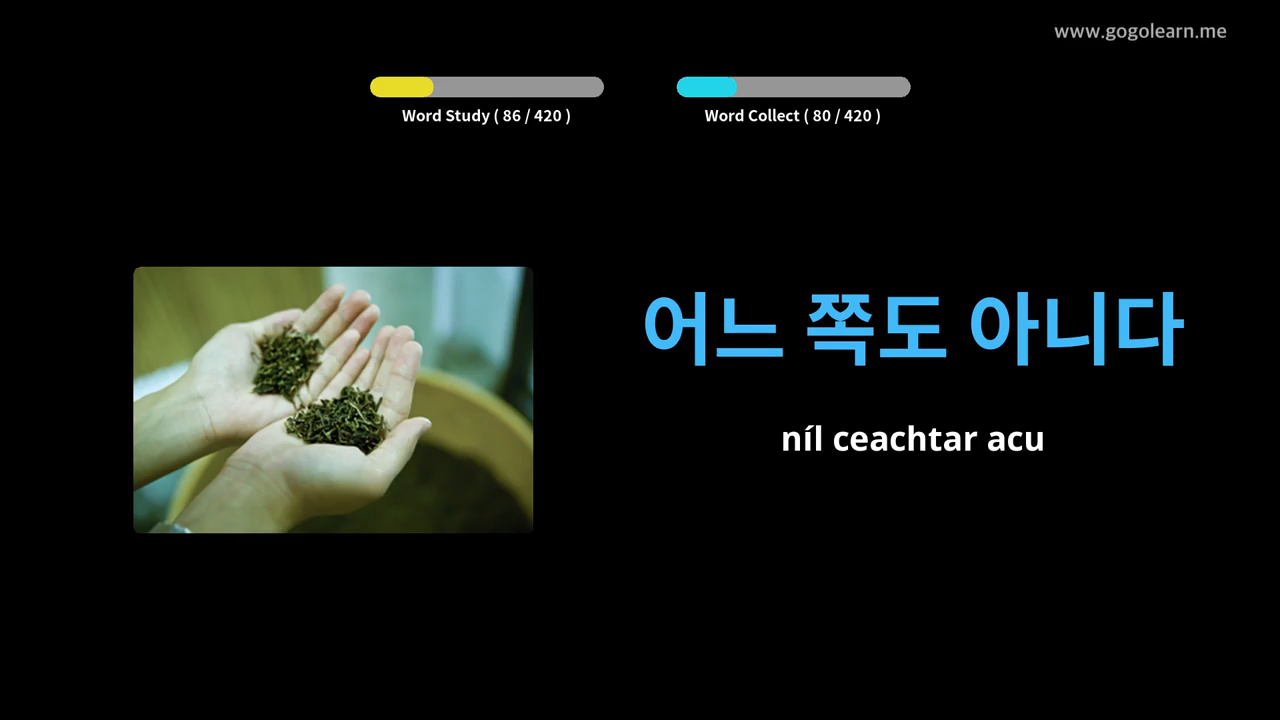 www.gogolearn.me
Word Study ( 86 / 420 )
Word Collect ( 80 / 420 )
어느 쪽도 아니다
níl ceachtar acu